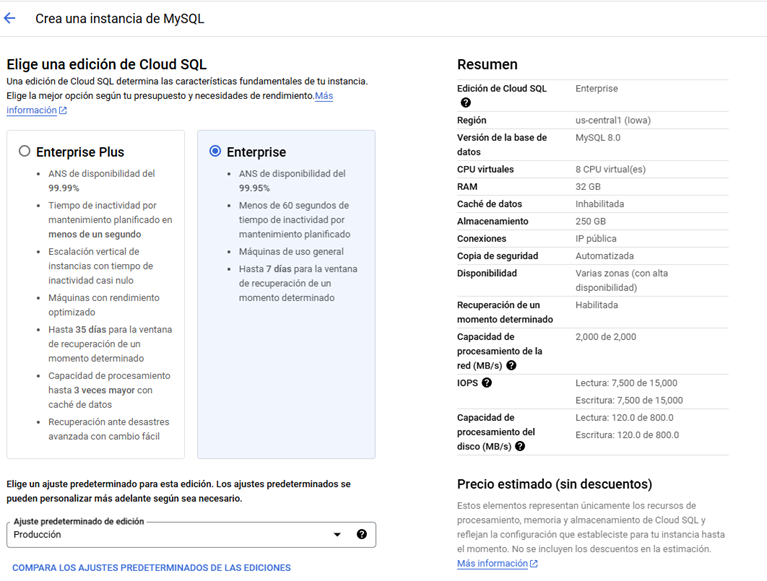 Crea una instancia de MySQL
Elige una edición de Cloud SQL
Una edición de Cloud SQL determina las características fundamentales de tu instancia.
Elige la mejor opción según tu presupuesto y necesidades de rendimiento.Más
información
Enterprise Plus
ANS de disponibilidad del
99.99%
Tiempo de inactividad por
mantenimiento planificado en
menos de un segundo
Escalación vertical de
instancias con tiempo de
inactividad casi nulo
Máquinas con rendimiento
optimizado
Hasta 35 días para la ventana
de recuperación de un
momento determinado
Capacidad de procesamiento
hasta 3 veces mayor con
caché de datos
Recuperación ante desastres
avanzada con cambio fácil
Enterprise
ANS de disponibilidad del
99.95%
Menos de 60 segundos de
tiempo de inactividad por
mantenimiento planificado
Máquinas de uso general
Hasta 7 días para la ventana
de recuperación de un
momento determinado
Elige un ajuste predeterminado para esta edición. Los ajustes predeterminados se
pueden personalizar más adelante según sea necesario.
Ajuste predeterminado de edición
Producción
COMPARA LOS AJUSTES PREDETERMINADOS DE LAS EDICIONES
Resumen
Edición de Cloud SQL Enterprise
Región us-central1 (Iowa)
Versión de la base de MySQL 8.0
datos
CPU virtuales 8 CPU virtual(es)
RAM 32 GB
Caché de datos Inhabilitada
Almacenamiento 250 GB
Conexiones IP pública
Copia de seguridad Automatizada
Disponibilidad Varias zonas (con alta
disponibilidad)
Recuperación de un Habilitada
momento determinado
Capacidad de 2,000 de 2,000
procesamiento de la
red (MB/s)
IOPS Lectura: 7,500 de 15,000
Escritura: 7,500 de 15,000
Capacidad de Lectura: 120.0 de 800.0
procesamiento del Escritura: 120.0 de 800.0
disco (MB/s)
Precio estimado (sin descuentos)
Estos elementos representan únicamente los recursos de
procesamiento, memoria y almacenamiento de Cloud SQL y
reflejan la configuración que estableciste para tu instancia hasta
el momento. No se incluyen los descuentos en la estimación.
Más información